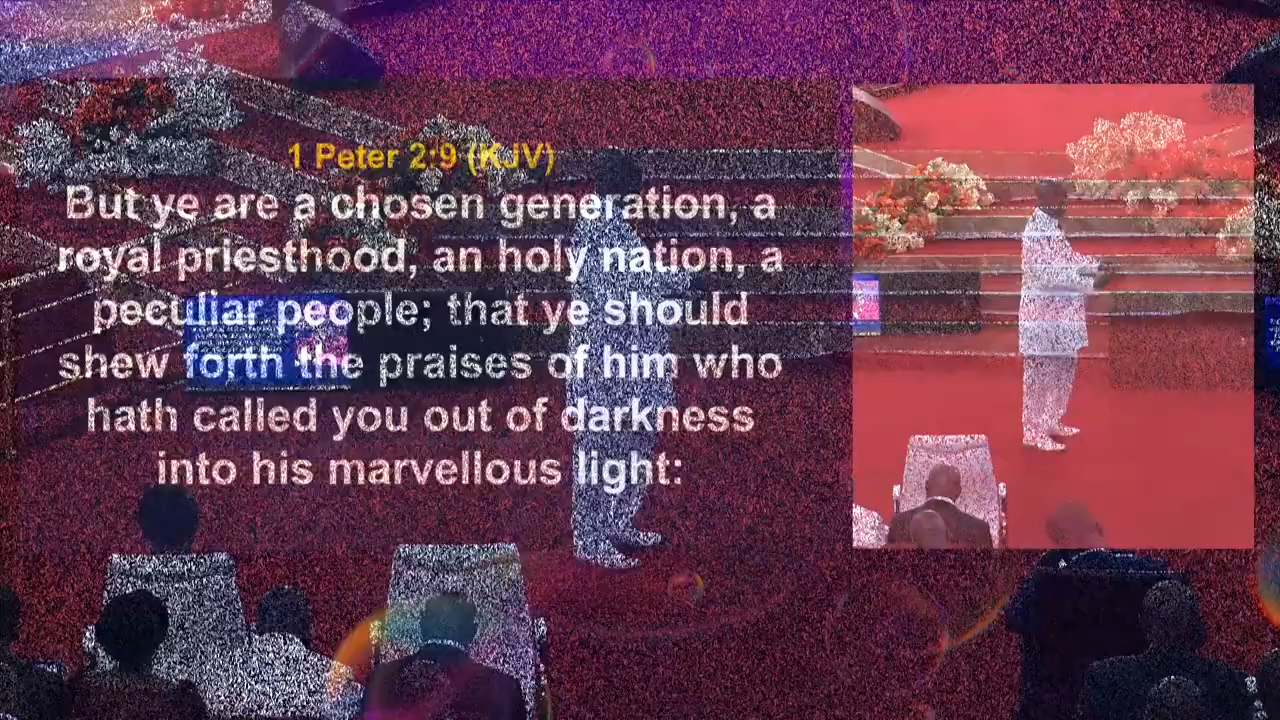 1 Peter 2:9 (KJV)
But ye are a chosen generation, a
royal priesthood, an holy nation, a
peculiar people; that ye should
shew forth the praises of him who
hath called you out of darkness
into his marvellous light: